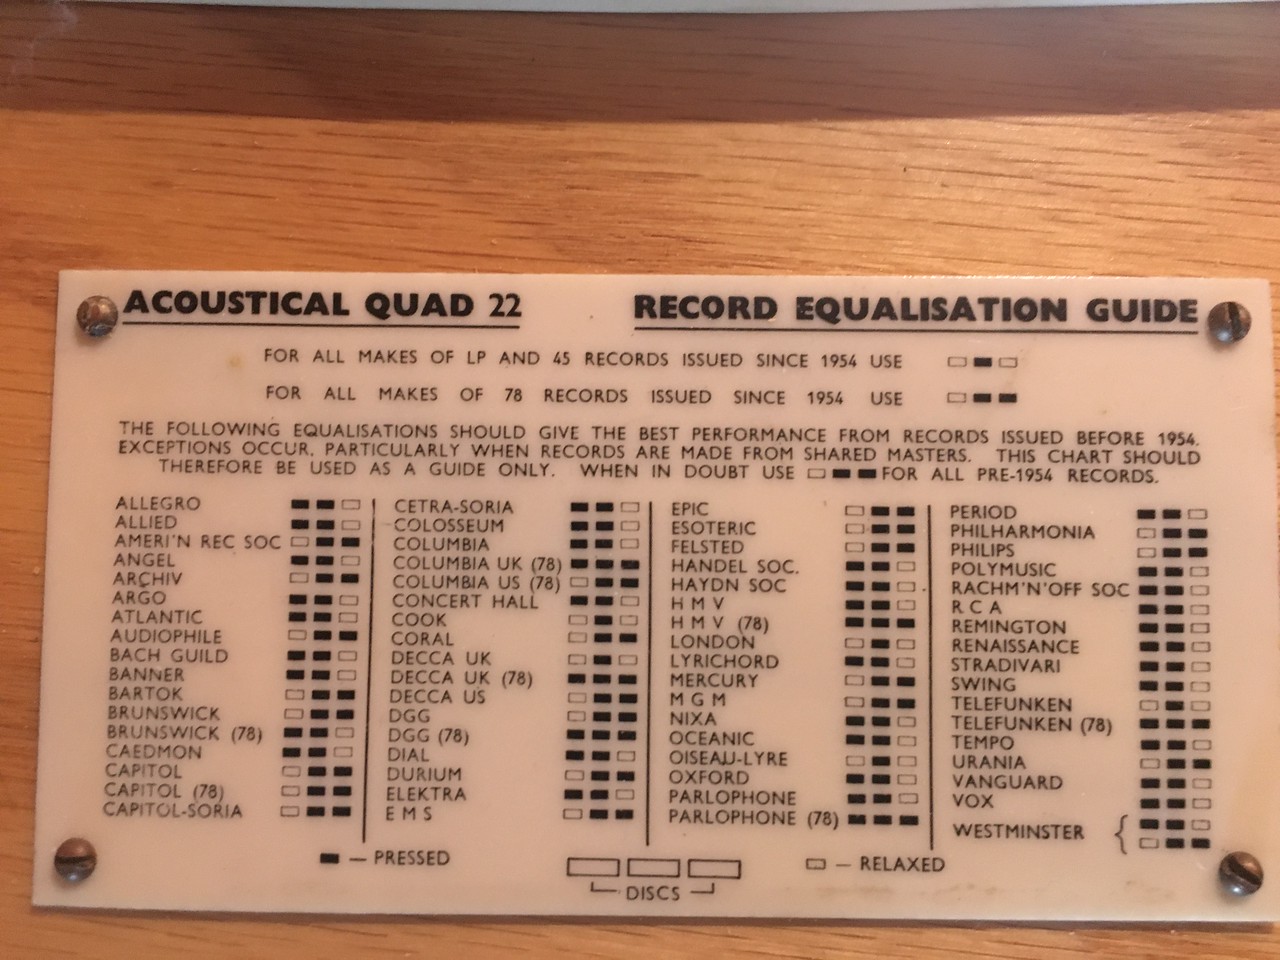 ACOUSTICAL QUAD 22 RECORD EQUALISATION GUIDE
FOR ALL MAKES OF LP AND 45 RECORDS ISSUED SINCE 1954 USE
FOR ALL MAKES OF 78 RECORDS ISSUED SINCE 1954 USE
THE FOLLOWING EQUALISATIONS SHOULD GIVE THE BEST PERFORMANCE FROM RECORDS ISSUED BEFORE 1954.
EXCEPTIONS OCCUR, PARTICULARLY WHEN RECORDS ARE MADE FROM SHARED MASTERS. THIS CHART SHOULD
THEREFORE BE USED AS A GUIDE ONLY. WHEN IN DOUBT USE FOR ALL PRE-1954 RECORDS.
ALLEGRO
ALLIED
AMERI'N REC SOC
ANGEL
ARCHIV
ARGO
ATLANTIC
AUDIOPHILE
BACH GUILD
BANNER
BARTOK
BRUNSWICK
BRUNSWICK (78)
CAEDMON
CAPITOL
CAPITOL (78)
CAPITOL-SORIA
CETRA-SORIA
COLOSSEUM
COLUMBIA
COLUMBIA UK (78)
COLUMBIA US (78)
CONCERT HALL
COOK
CORAL
DECCA UK
DECCA UK (78)
DECCA US
DGG
DGG (78)
DIAL
DURIUM
ELEKTRA
E M S
EPIC
ESOTERIC
FELSTED
HANDEL SOC.
HAYDN SOC
H M V
H M V (78)
LONDON
LYRICHORD
MERCURY
M G M
NIXA
OCEANIC
OISEAU-LYRE
OXFORD
PARLOPHONE
PARLOPHONE (78)
PERIOD
PHILHARMONIA
PHILIPS
POLYMUSIC
RACHM'N'OFF SOC
R C A
REMINGTON
RENAISSANCE
STRADIVARI
SWING
TELEFUNKEN
TELEFUNKEN (78)
TEMPO
URANIA
VANGUARD
VOX
WESTMINSTER
— PRESSED
DISCS
— RELAXED